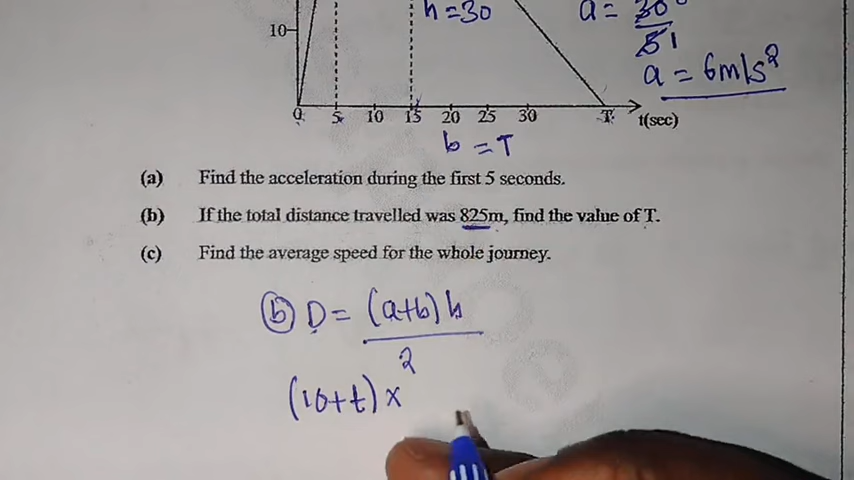 h=30
a = 30
51
10
a = 6m/s²
0 5 10 15 20 25 30 T t(sec)
b = T
(a) Find the acceleration during the first 5 seconds.
(b) If the total distance travelled was 825m, find the value of T.
(c) Find the average speed for the whole journey.
(b) D = (a+b)h
2
(10+t)x